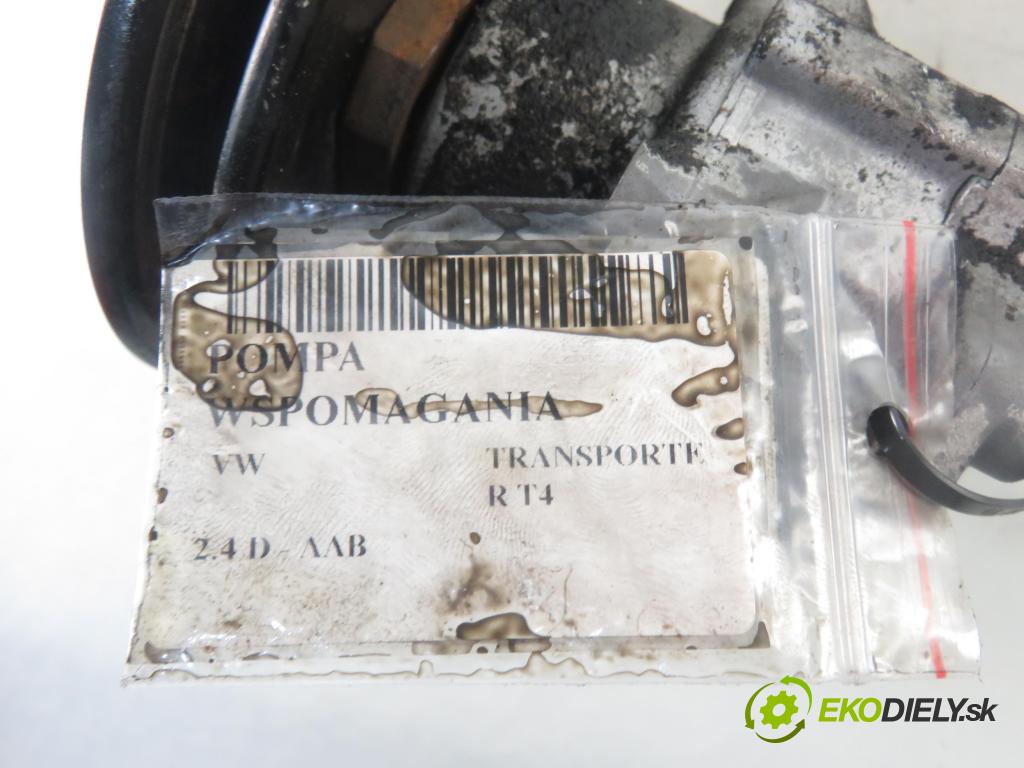 POMPA
WSPOMAGANIA
VW TRANSPORTE
R T4
2.4 D - AAB
EKODIELY.sk